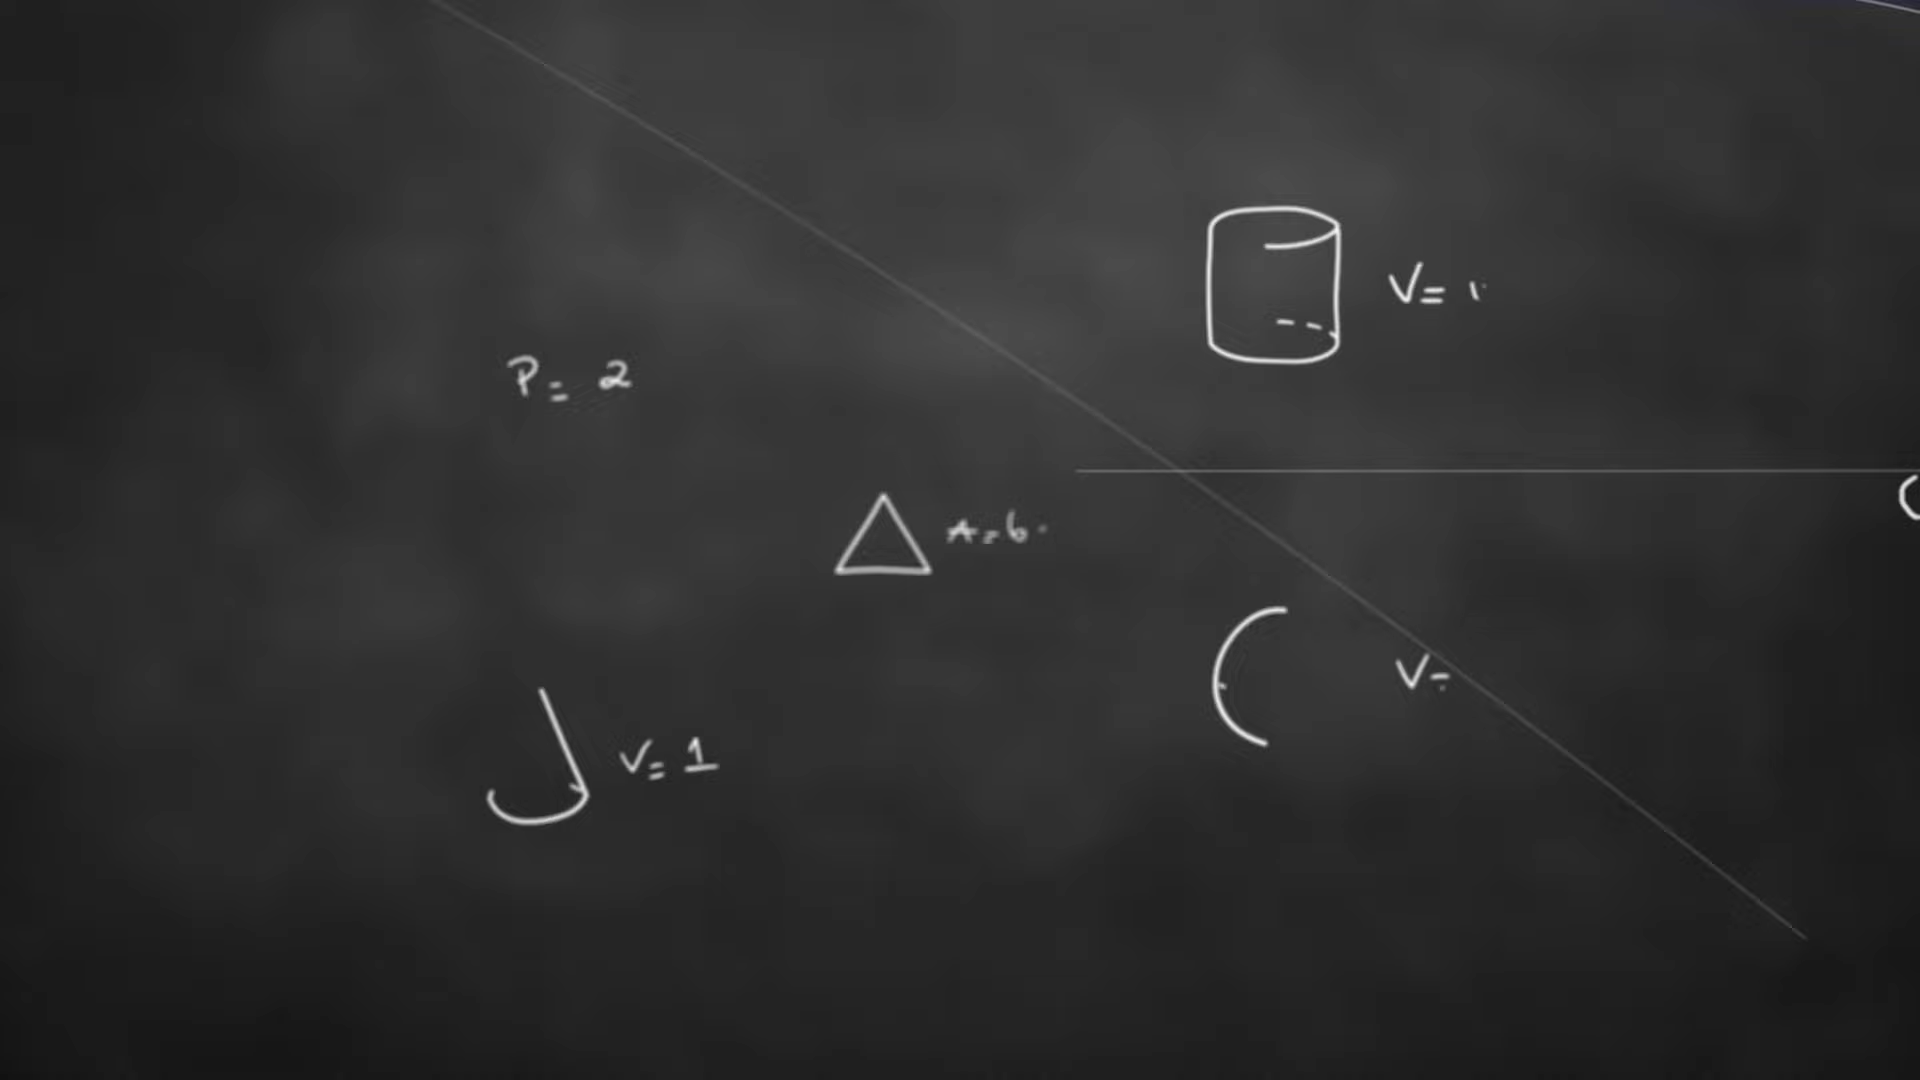 V=
P= 2
A=6.
V=
V= 1